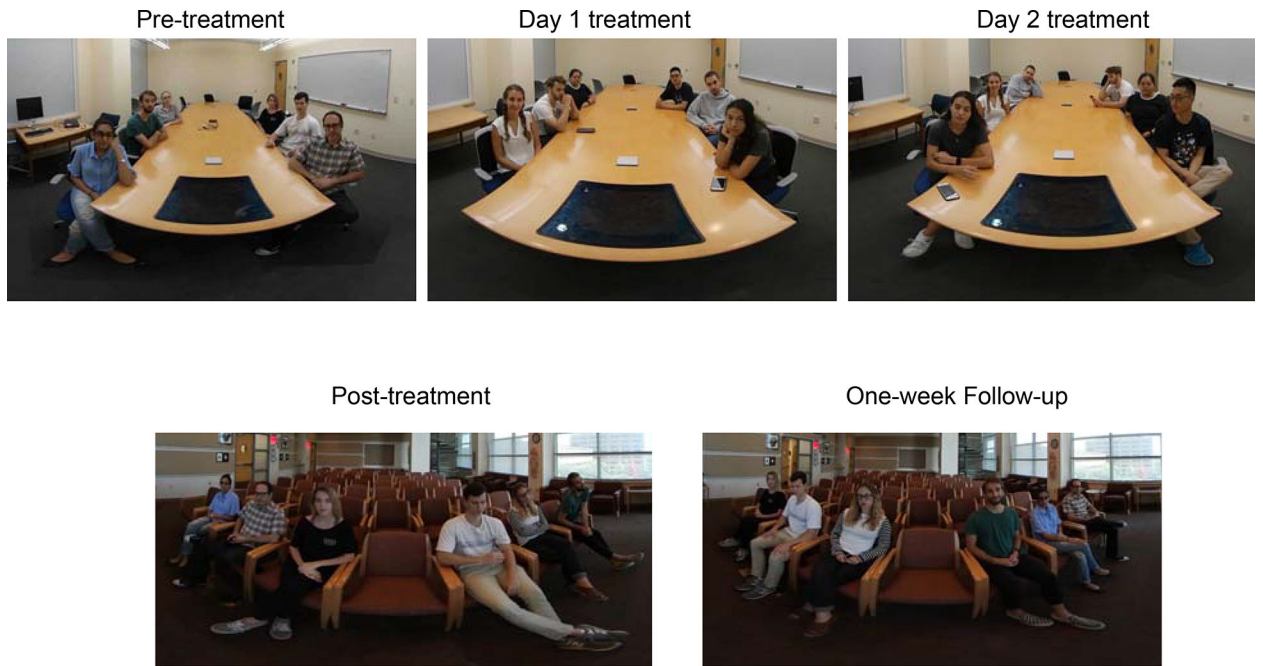 Pre-treatment
Day 1 treatment
Day 2 treatment
Post-treatment
One-week Follow-up